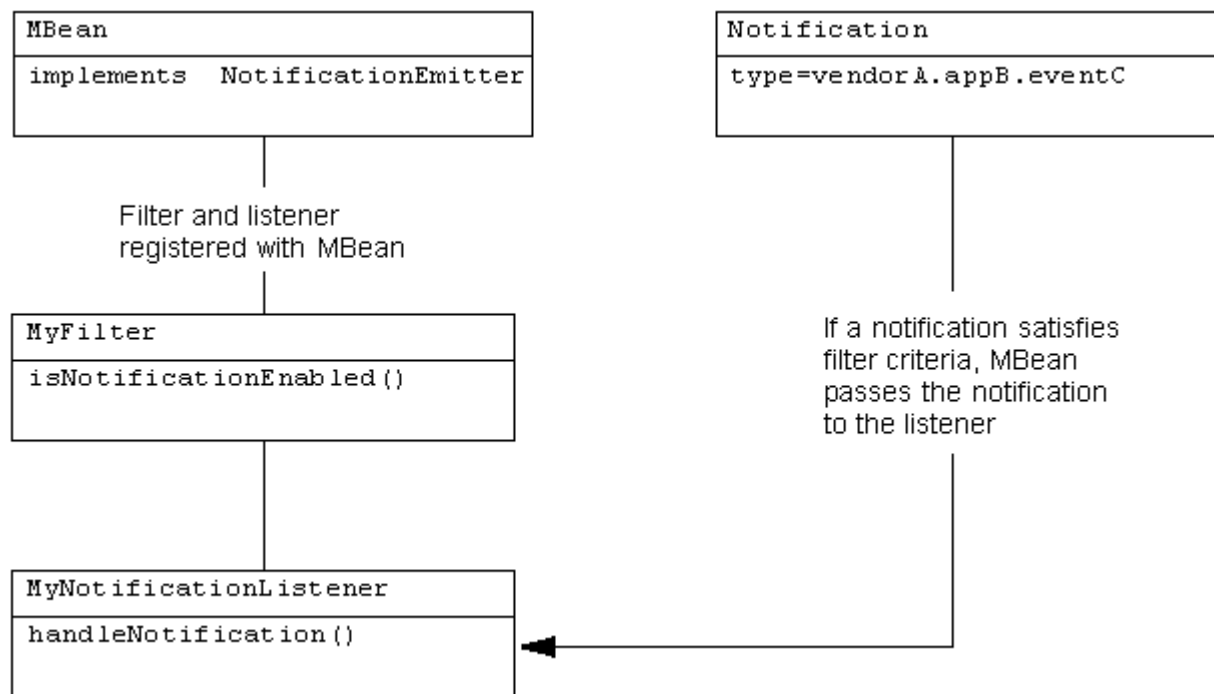 MBean
implements NotificationEmitter
Notification
type=vendorA.appB.eventC
Filter and listener
registered with MBean
MyFilter
isNotificationEnabled()
If a notification satisfies
filter criteria, MBean
passes the notification
to the listener
MyNotificationListener
handleNotification()